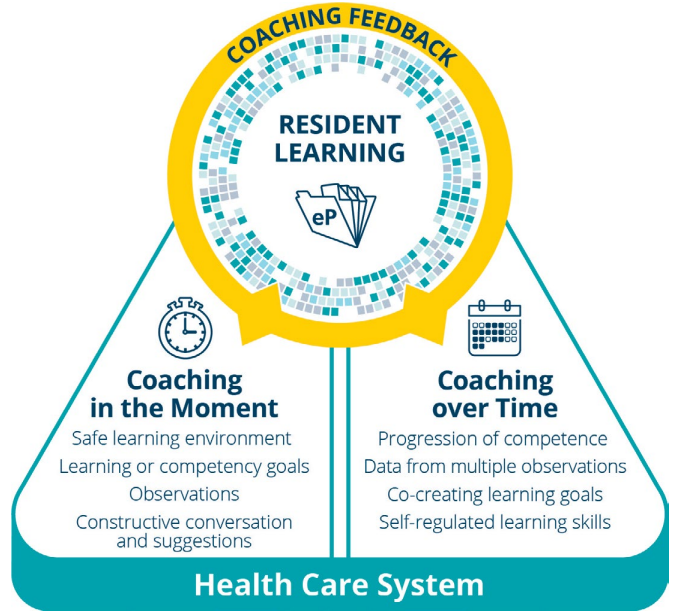 COACHING FEEDBACK
RESIDENT
LEARNING
eP
Coaching
in the Moment
Safe learning environment
Learning or competency goals
Observations
Constructive conversation
and suggestions
Coaching
over Time
Progression of competence
Data from multiple observations
Co-creating learning goals
Self-regulated learning skills
Health Care System